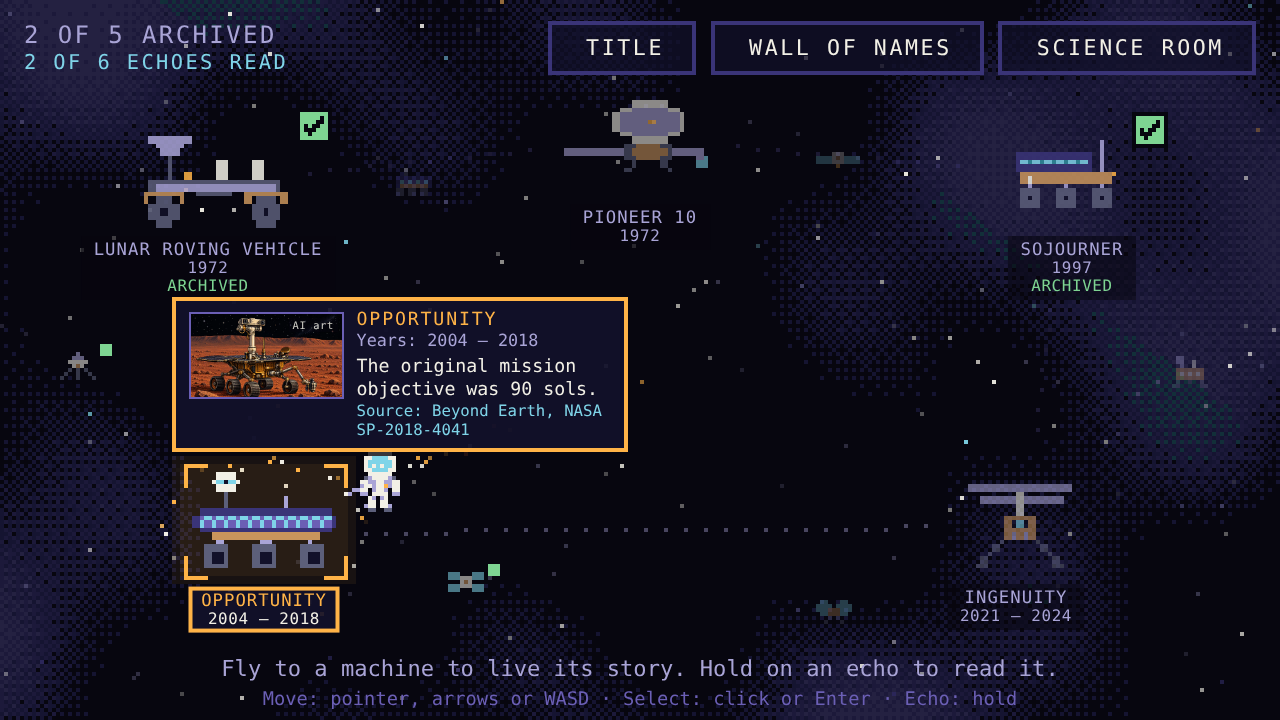 2 OF 5 ARCHIVED
2 OF 6 ECHOES READ
TITLE
WALL OF NAMES
SCIENCE ROOM
LUNAR ROVING VEHICLE
1972
ARCHIVED
PIONEER 10
1972
SOJOURNER
1997
ARCHIVED
AI art
OPPORTUNITY
Years: 2004 – 2018
The original mission
objective was 90 sols.
Source: Beyond Earth, NASA
SP-2018-4041
OPPORTUNITY
2004 – 2018
INGENUITY
2021 – 2024
Fly to a machine to live its story. Hold on an echo to read it.
Move: pointer, arrows or WASD · Select: click or Enter · Echo: hold